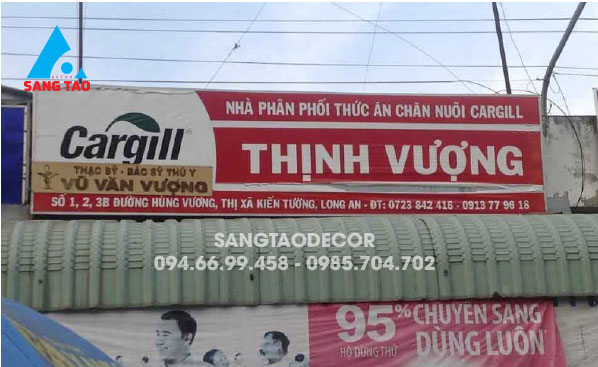 SÁNG TẠO
NHÀ PHÂN PHỐI THỨC ĂN CHĂN NUÔI CARGILL
Cargill
THỊNH VƯỢNG
THẠC SỸ - BÁC SỸ THÚ Y
VŨ VĂN VƯỢNG
SỐ 1, 2, 3B ĐƯỜNG HÙNG VƯƠNG, THỊ XÃ KIẾN TƯỜNG, LONG AN - ĐT: 0723 842 416 - 0913 77 96 18
SANGTAODECOR
094.66.99.458 - 0985.704.702
95% CHUYỂN SANG
HỘ DÙNG THỬ DÙNG LUÔN*